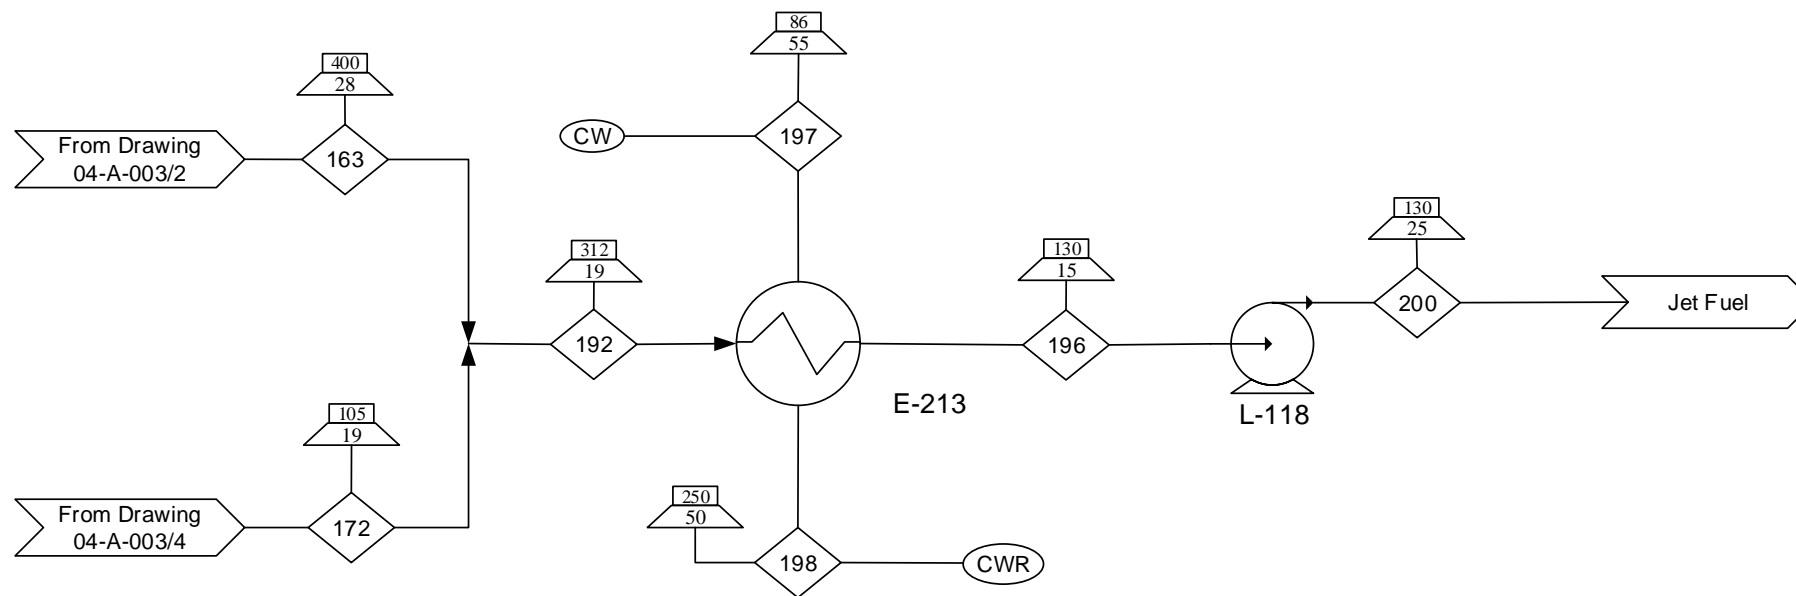 86
55
400
28
From Drawing
04-A-003/2
163
CW
197
130
25
312
19
130
15
200
Jet Fuel
192
196
E-213
L-118
105
19
250
50
From Drawing
04-A-003/4
172
198
CWR